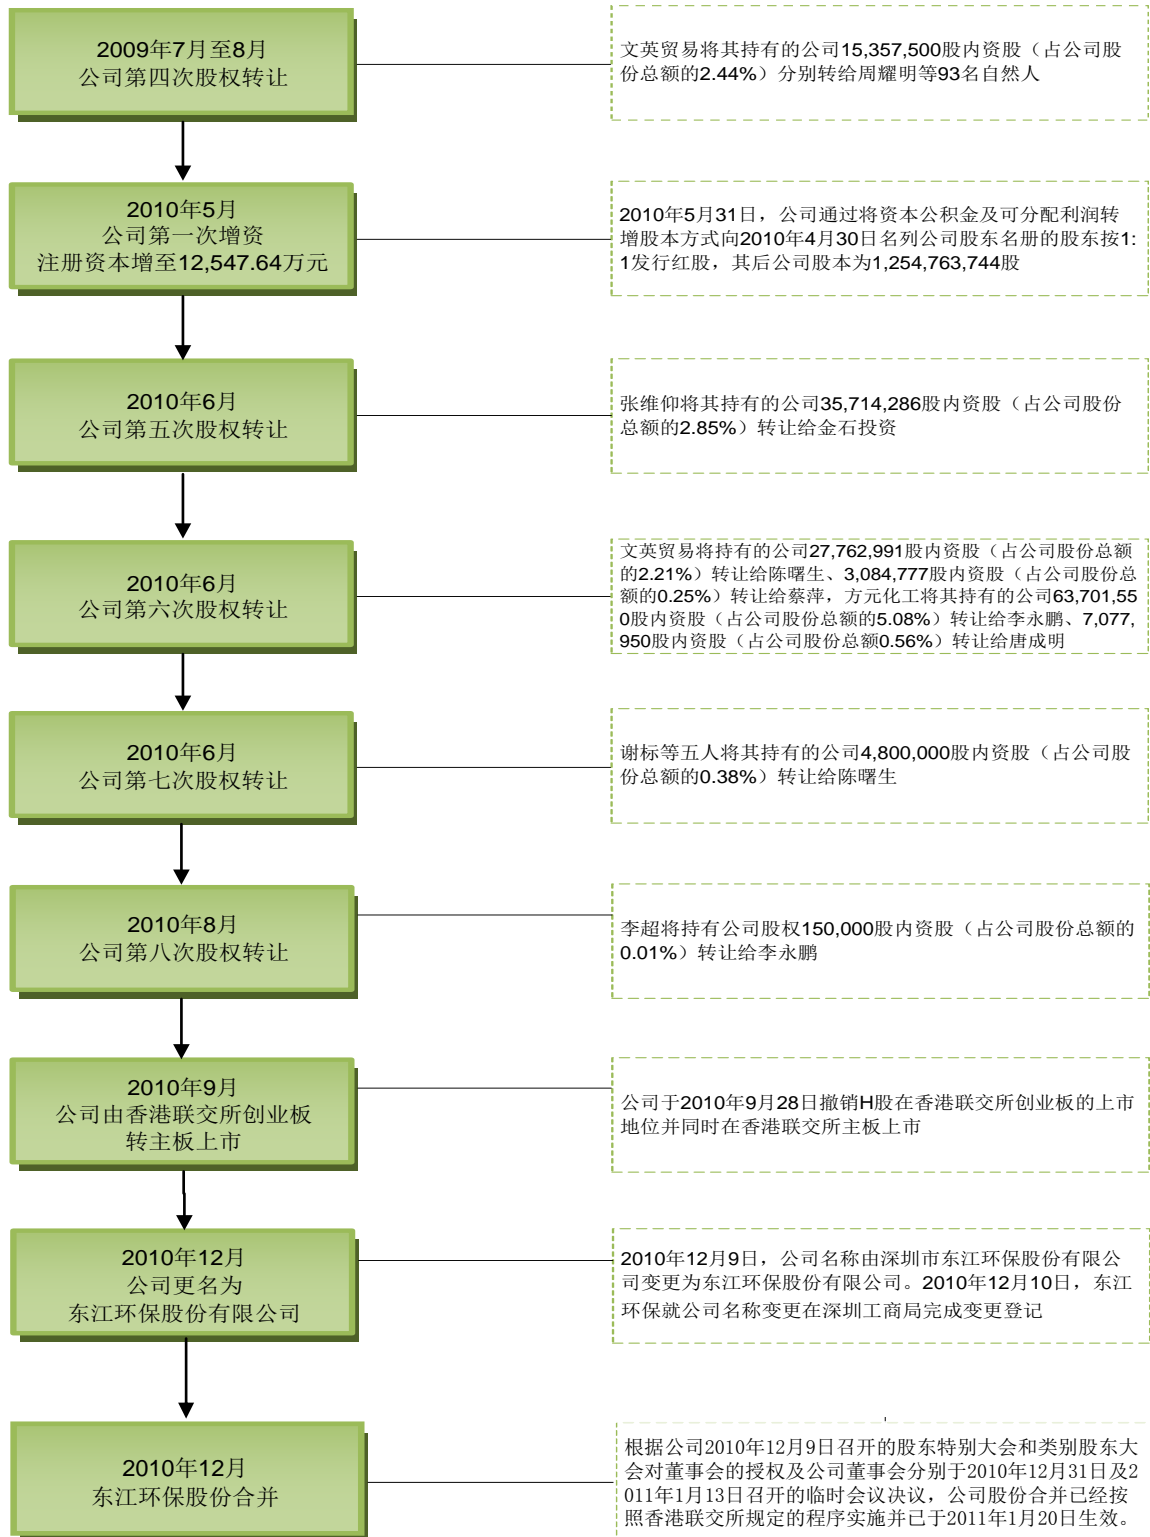 2009年7月至8月
公司第四次股权转让
文英贸易将其持有的公司15,357,500股内资股（占公司股
份总额的2.44%）分别转给周耀明等93名自然人
2010年5月
公司第一次增资
注册资本增至12,547.64万元
2010年5月31日，公司通过将资本公积金及可分配利润转
增股本方式向2010年4月30日名列公司股东名册的股东按1:
1发行红股，其后公司股本为1,254,763,744股
2010年6月
公司第五次股权转让
张维仰将其持有的公司35,714,286股内资股（占公司股份
总额的2.85%）转让给金石投资
2010年6月
公司第六次股权转让
文英贸易将持有的公司27,762,991股内资股（占公司股份总额
的2.21%）转让给陈曙生、3,084,777股内资股（占公司股份总
额的0.25%）转让给蔡萍，方元化工将其持有的公司63,701,55
0股内资股（占公司股份总额的5.08%）转让给李永鹏、7,077,
950股内资股（占公司股份总额0.56%）转让给唐成明
2010年6月
公司第七次股权转让
谢标等五人将其持有的公司4,800,000股内资股（占公司股
份总额的0.38%）转让给陈曙生
2010年8月
公司第八次股权转让
李超将持有公司股权150,000股内资股（占公司股份总额的
0.01%）转让给李永鹏
2010年9月
公司由香港联交所创业板
转主板上市
公司于2010年9月28日撤销H股在香港联交所创业板的上市
地位并同时在香港联交所主板上市
2010年12月
公司更名为
东江环保股份有限公司
2010年12月9日，公司名称由深圳市东江环保股份有限公
司变更为东江环保股份有限公司。2010年12月10日，东江
环保就公司名称变更在深圳工商局完成变更登记
2010年12月
东江环保股份合并
根据公司2010年12月9日召开的股东特别大会和类别股东大
会对董事会的授权及公司董事会分别于2010年12月31日及2
011年1月13日召开的临时会议决议，公司股份合并已经按
照香港联交所规定的程序实施并已于2011年1月20日生效。